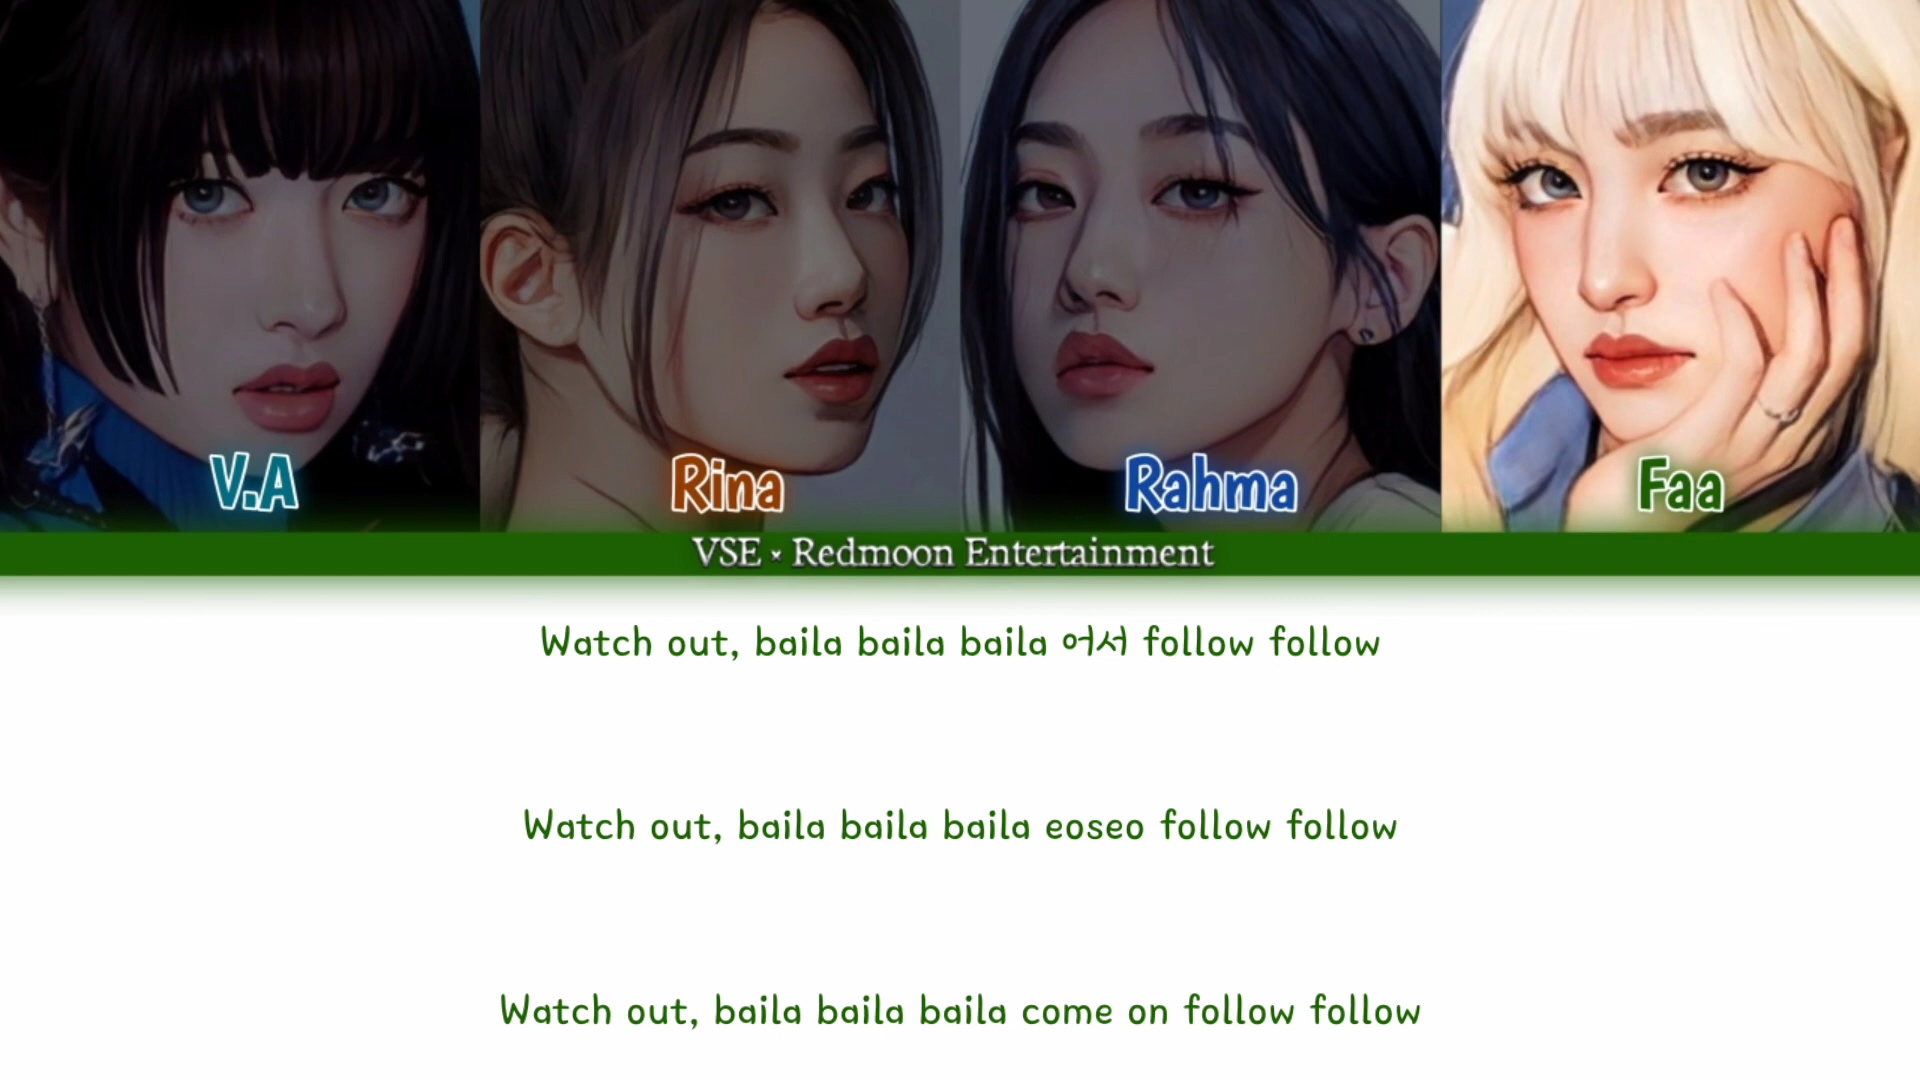 V.A
Rina
Rahma
Faa
VSE × Redmoon Entertainment
Watch out, baila baila baila 어서 follow follow
Watch out, baila baila baila eoseo follow follow
Watch out, baila baila baila come on follow follow